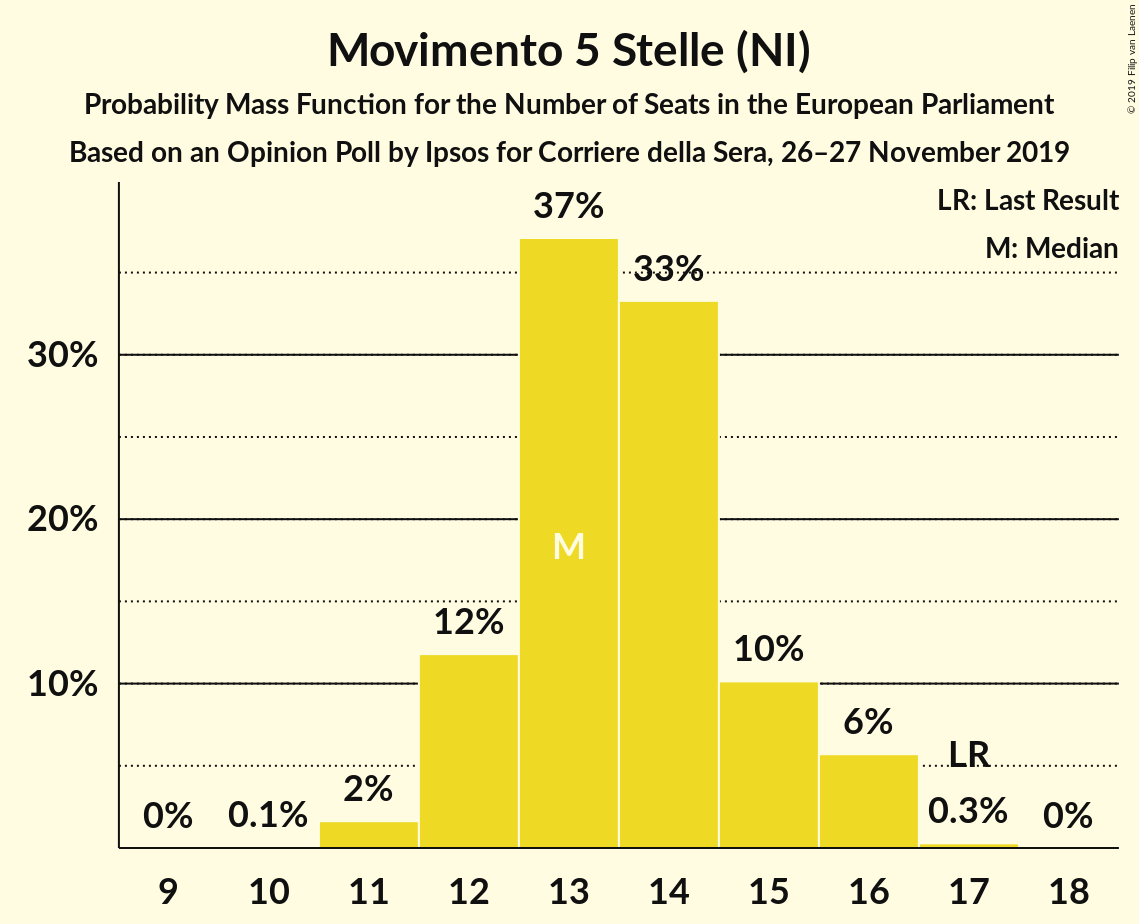 Movimento 5 Stelle (NI)
Probability Mass Function for the Number of Seats in the European Parliament
Based on an Opinion Poll by Ipsos for Corriere della Sera, 26–27 November 2019
© 2019 Filip van Laenen
LR: Last Result
M: Median
37%
33%
30%
20%
M
12%
10%
10%
6%
LR
2%
0%
0.1%
0.3%
0%
9 10 11 12 13 14 15 16 17 18